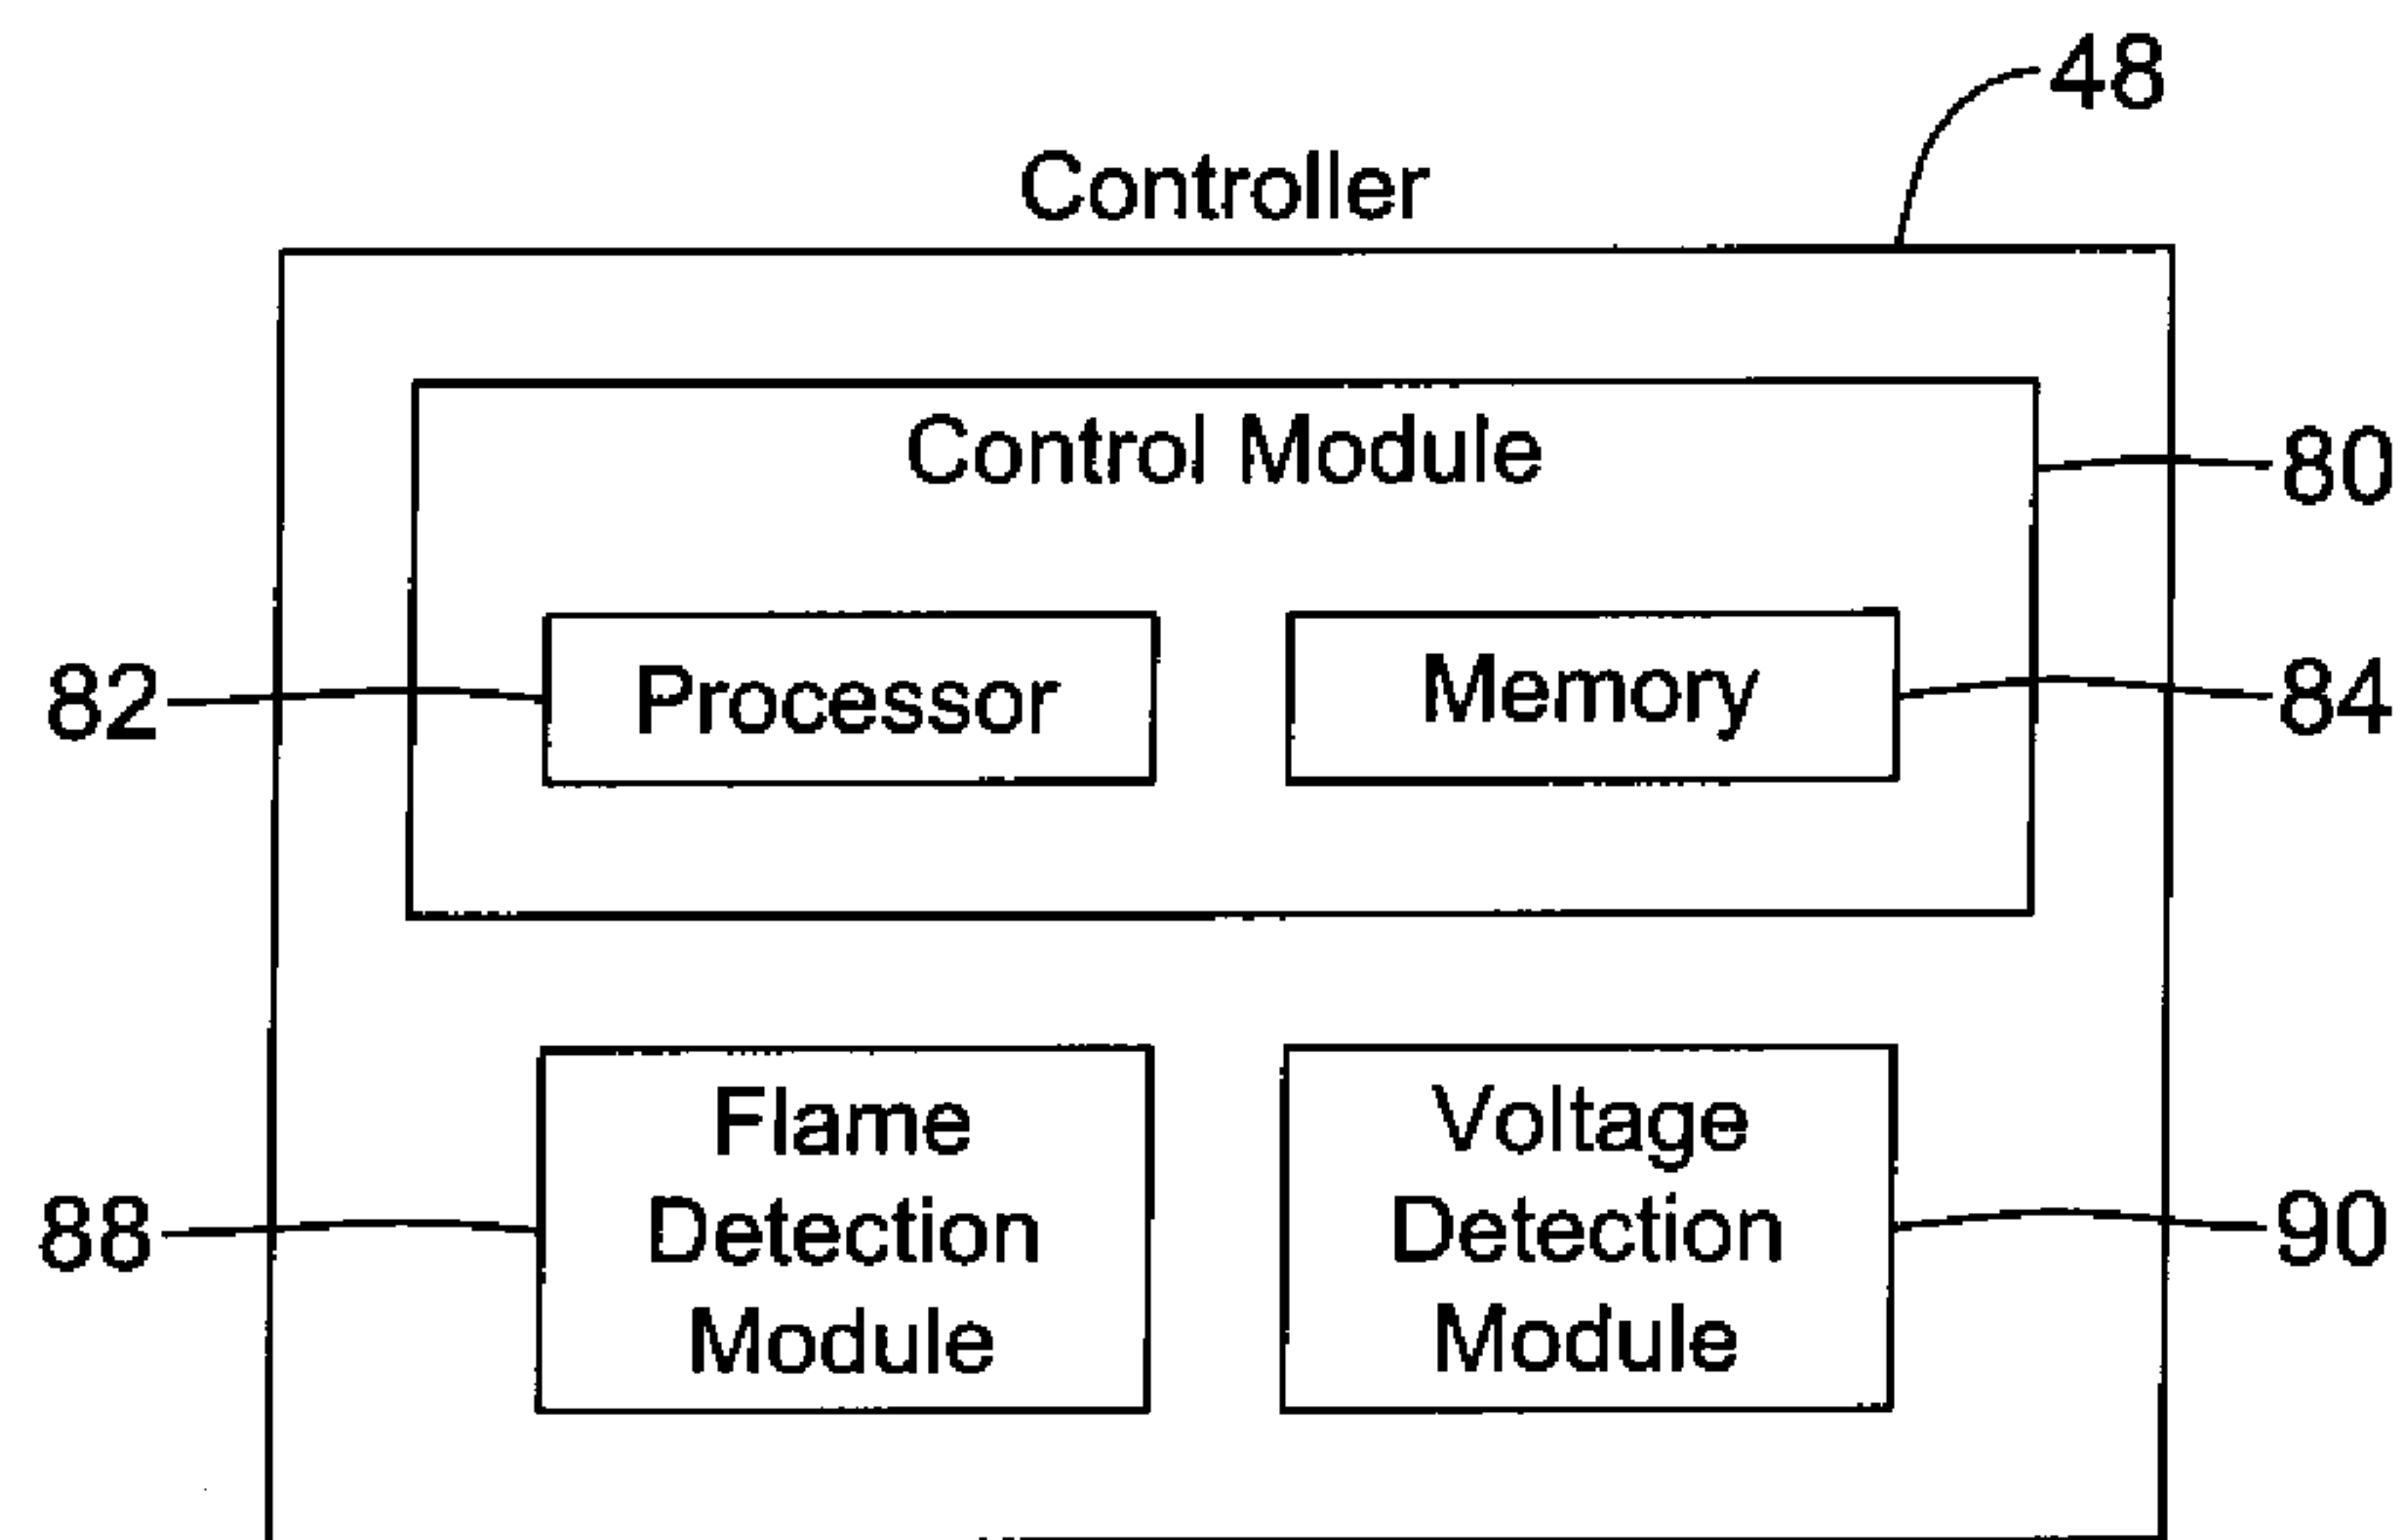 48
Controller
Control Module
80
82
Processor
Memory
84
Flame
Detection
Module
Voltage
Detection
Module
88
90